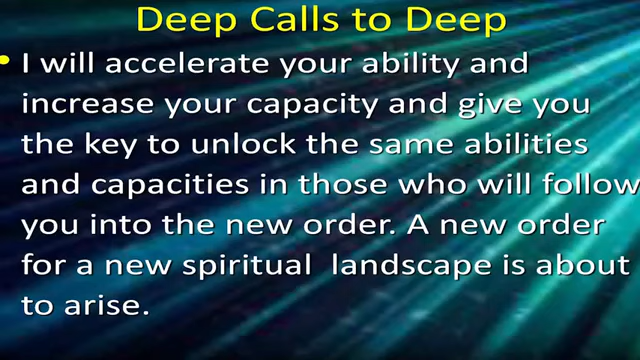 Deep Calls to Deep
• I will accelerate your ability and
increase your capacity and give you
the key to unlock the same abilities
and capacities in those who will follow
you into the new order. A new order
for a new spiritual  landscape is about
to arise.